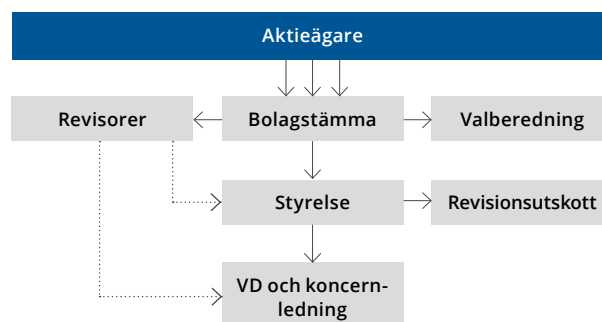 Aktieägare
Revisorer
Bolagstämma
Valberedning
Styrelse
Revisionsutskott
VD och koncern-
ledning